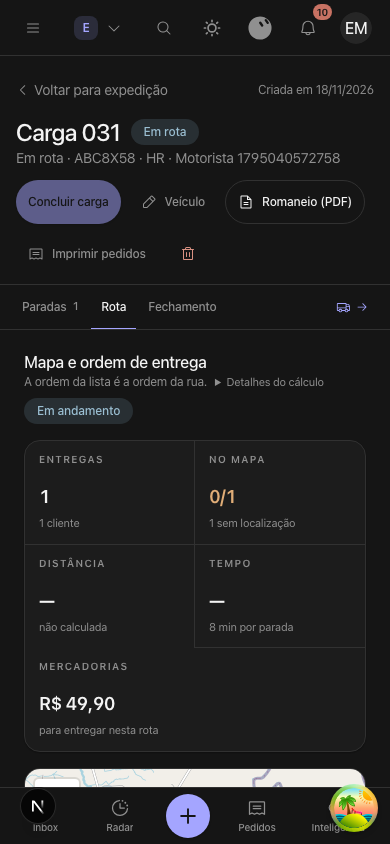 E
10
EM
Voltar para expedição
Criada em 18/11/2026
Carga 031
Em rota
Em rota · ABC8X58 · HR · Motorista 1795040572758
Concluir carga
Veículo
Romaneio (PDF)
Imprimir pedidos
Paradas 1
Rota
Fechamento
Mapa e ordem de entrega
A ordem da lista é a ordem da rua.
Detalhes do cálculo
Em andamento
ENTREGAS
1
1 cliente
NO MAPA
0/1
1 sem localização
DISTÂNCIA
—
não calculada
TEMPO
—
8 min por parada
MERCADORIAS
R$ 49,90
para entregar nesta rota
N
Inbox
Radar
Pedidos